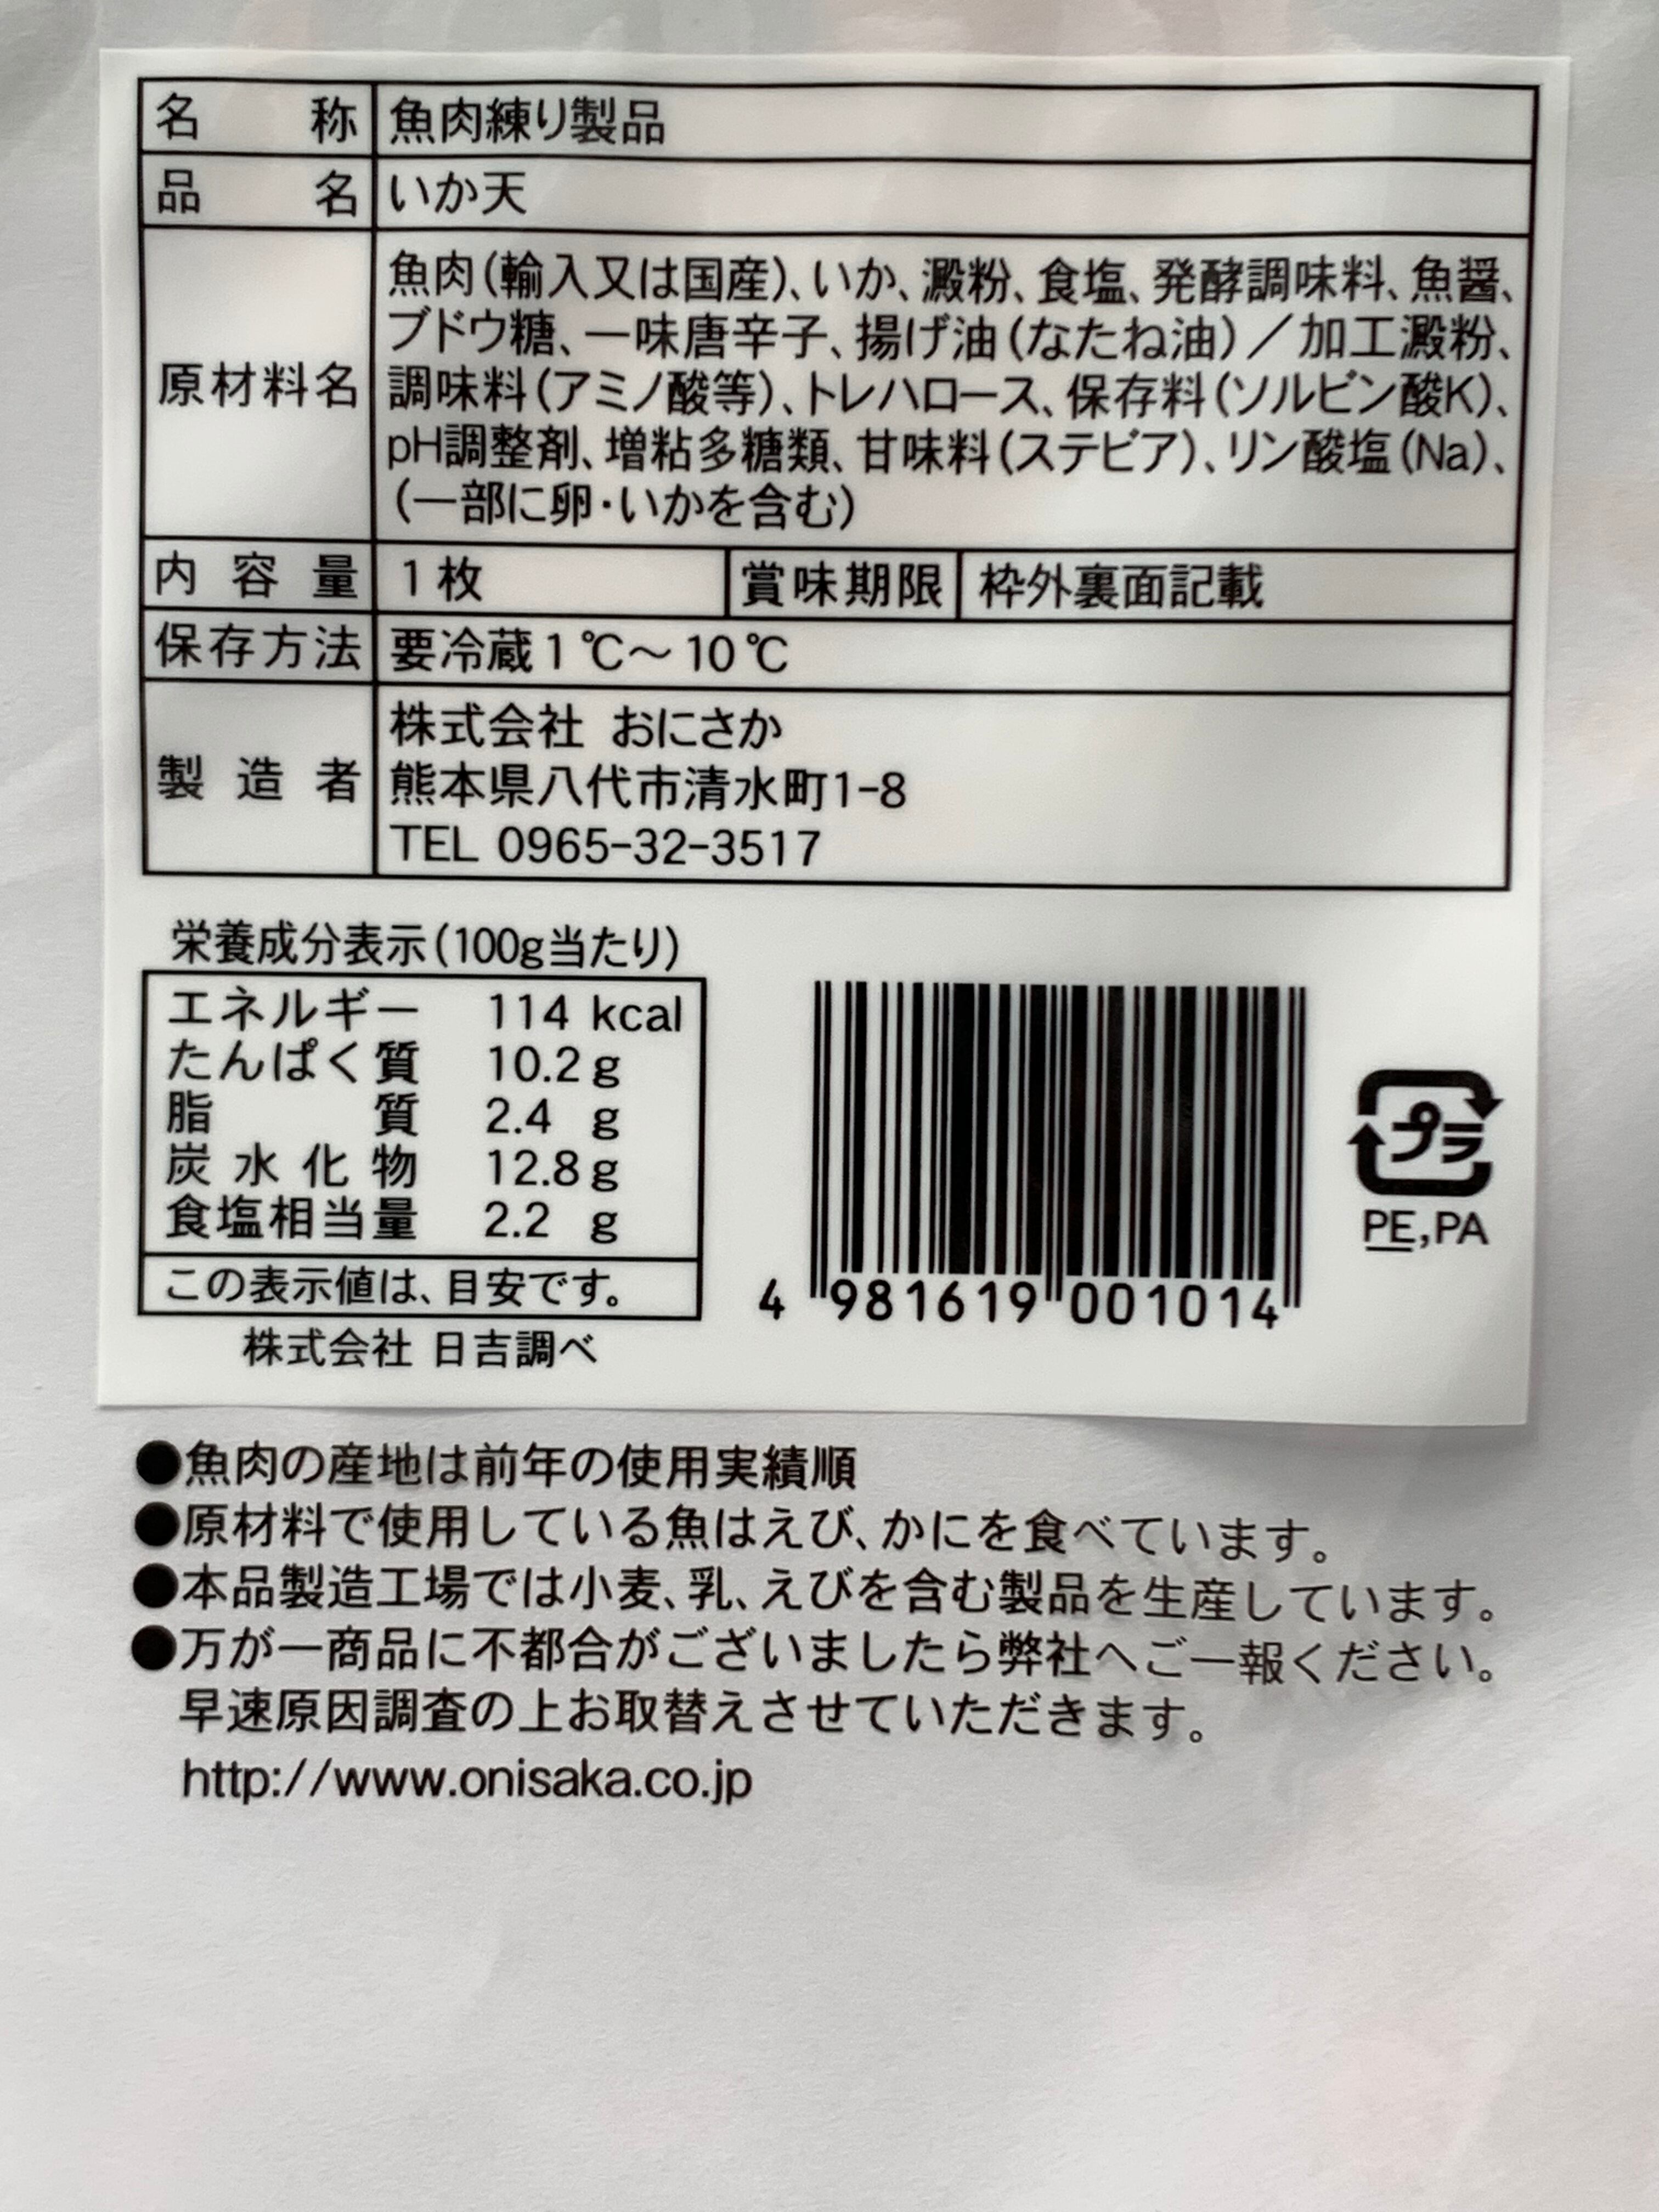 名称 魚肉練り製品
品名 いか天
原材料名 魚肉(輸入又は国産)、いか、澱粉、食塩、発酵調味料、魚醤、
ブドウ糖、一味唐辛子、揚げ油(なたね油)／加工澱粉、
調味料(アミノ酸等)、トレハロース、保存料(ソルビン酸K)、
pH調整剤、増粘多糖類、甘味料(ステビア)、リン酸塩(Na)、
(一部に卵・いかを含む)
内容量 1枚 賞味期限 枠外裏面記載
保存方法 要冷蔵1℃〜10℃
製造者 株式会社 おにさか
熊本県八代市清水町1-8
TEL 0965-32-3517
栄養成分表示(100g当たり)
エネルギー 114 kcal
たんぱく質 10.2 g
脂質 2.4 g
炭水化物 12.8 g
食塩相当量 2.2 g
この表示値は、目安です。
株式会社 日吉調べ
4 981619 001014
プラ
PE,PA
●魚肉の産地は前年の使用実績順
●原材料で使用している魚はえび、かにを食べています。
●本品製造工場では小麦、乳、えびを含む製品を生産しています。
●万が一商品に不都合がございましたら弊社へご一報ください。
早速原因調査の上お取替えさせていただきます。
http://www.onisaka.co.jp